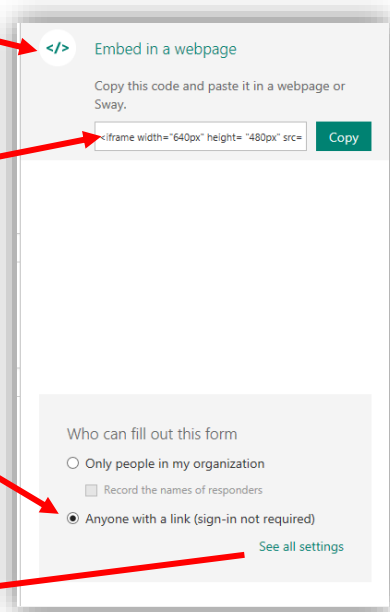 </> Embed in a webpage
Copy this code and paste it in a webpage or
Sway.
<iframe width="640px" height= "480px" src=
Copy
Who can fill out this form
Only people in my organization
Record the names of responders
Anyone with a link (sign-in not required)
See all settings